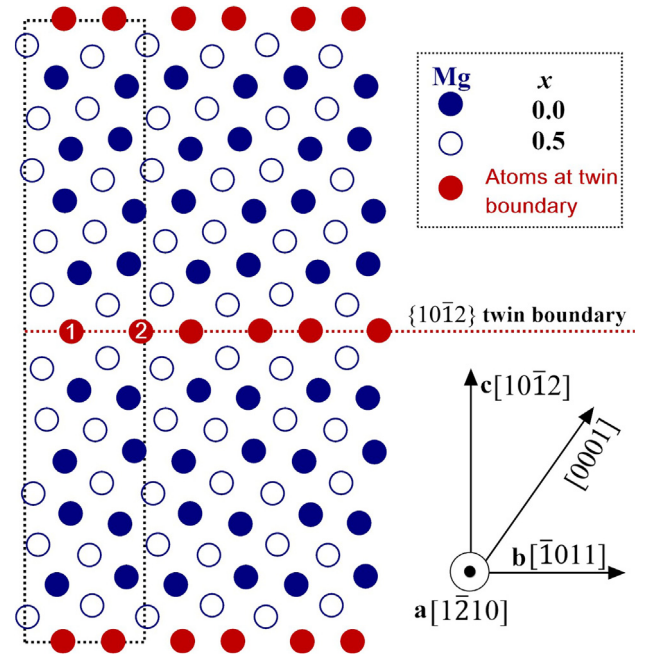 Mg x
0.0
0.5
Atoms at twin
boundary
1 2
{101̄2} twin boundary
c[101̄2]
[0001̄]
b[1̄011]
a[12̄10]